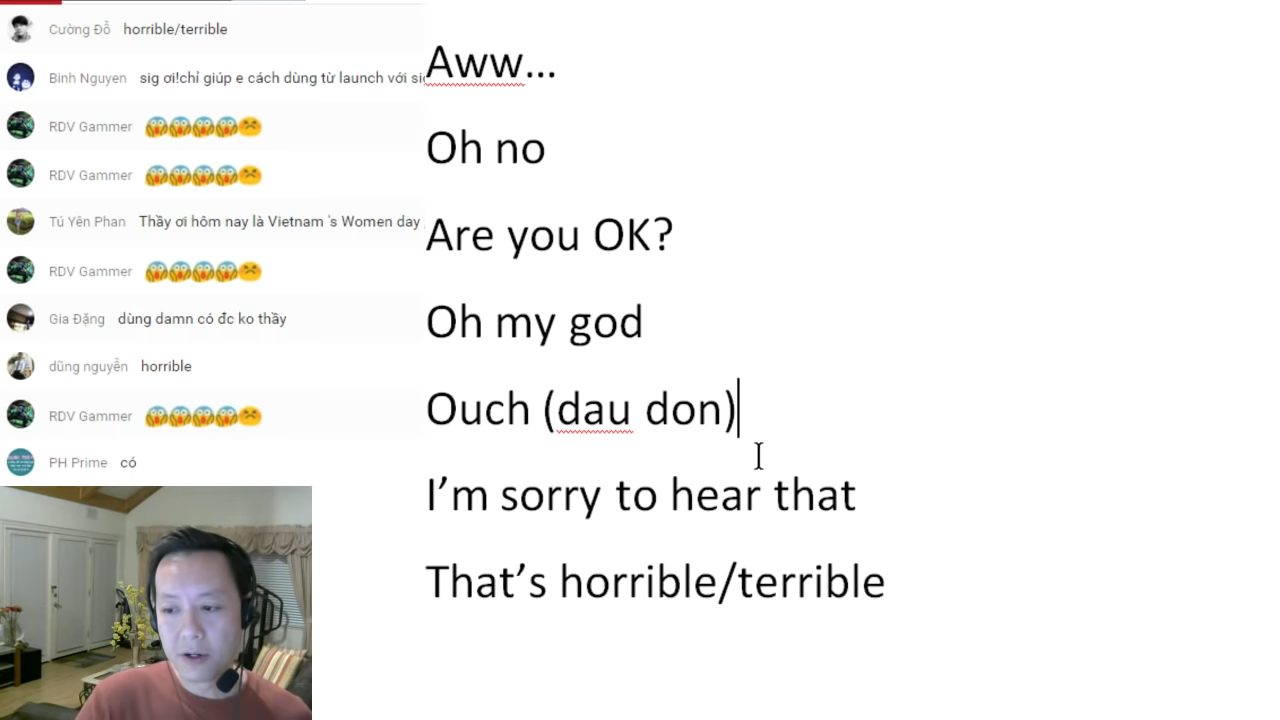 Cường Đỗ horrible/terrible
Binh Nguyen sig ơi!chỉ giúp e cách dùng từ launch với
RDV Gammer 😱😱😱😱😣
RDV Gammer 😱😱😱😱😣
Tú Yên Phan Thầy ơi hôm nay là Vietnam 's Women day
RDV Gammer 😱😱😱😱😣
Gia Đặng dùng damn có đc ko thầy
dũng nguyễn horrible
RDV Gammer 😱😱😱😱😣
PH Prime có
Aww...
Oh no
Are you OK?
Oh my god
Ouch (dau don)
I'm sorry to hear that
That's horrible/terrible